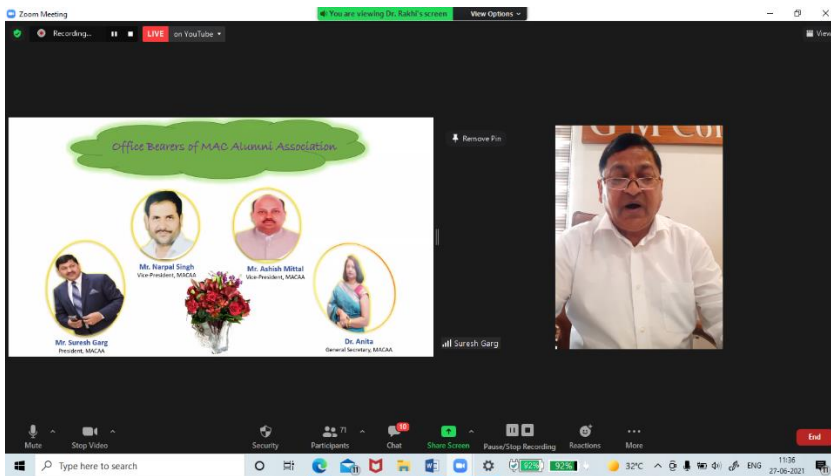 Zoom Meeting
You are viewing Dr. Rakhi's screen
View Options
Recording...
LIVE on YouTube
View
Office Bearers of MAC Alumni Association
Mr. Narpal Singh
Vice-President, MACAA
Mr. Ashish Mittal
Vice-President, MACAA
Mr. Suresh Garg
President, MACAA
Dr. Anita
General Secretary, MACAA
Remove Pin
Suresh Garg
Mute
Stop Video
Security
71
Participants
10
Chat
Share Screen
Pause/Stop Recording
Reactions
More
End
Type here to search
92%
92%
32°C
ENG
11:36
27-06-2021